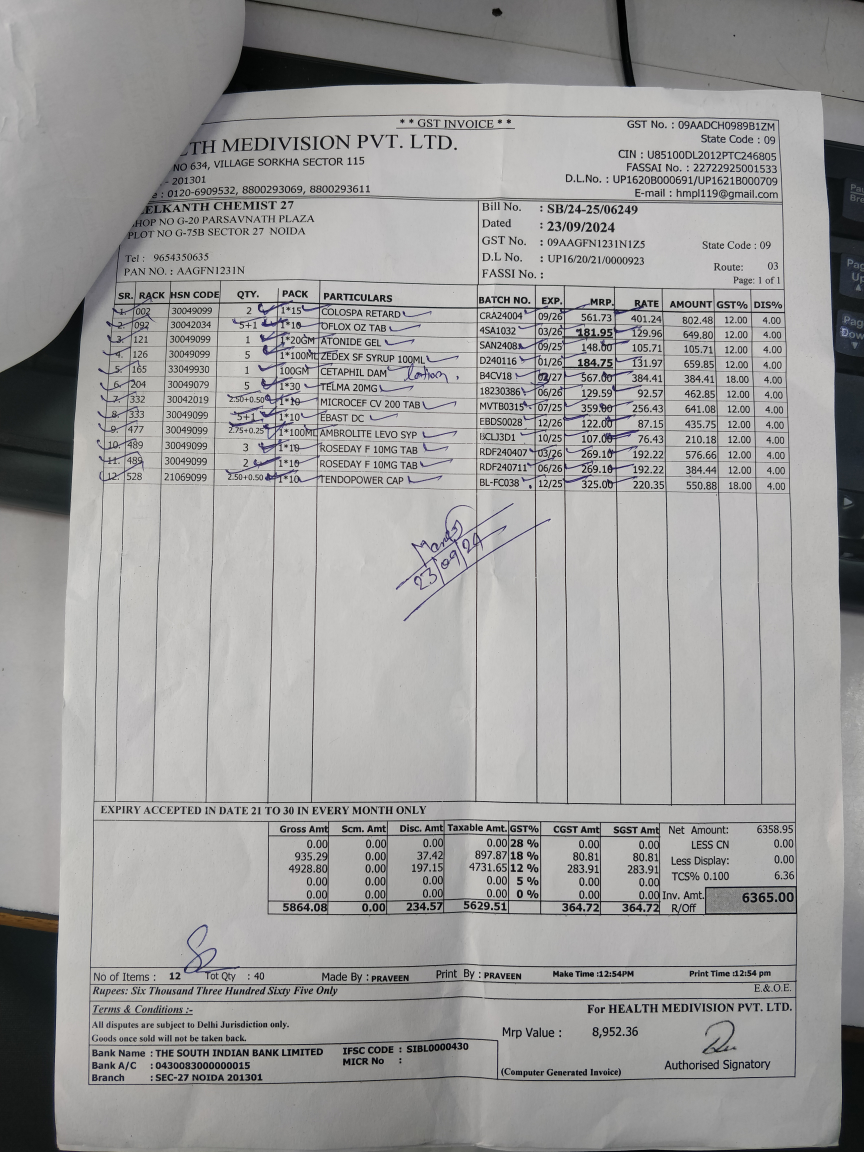 ** GST INVOICE **
GST No. : 09AADCH0989B1ZM
State Code : 09
LTH MEDIVISION PVT. LTD.
CIN : U85100DL2012PTC246805
NO 634, VILLAGE SORKHA SECTOR 115
FASSAI No. : 22722925001533
- 201301
D.L.No. : UP1620B000691/UP1621B000709
: 0120-6909532, 8800293069, 8800293611
E-mail : hmpl119@gmail.com
ELKANTH CHEMIST 27
HOP NO G-20 PARSAVNATH PLAZA
PLOT NO G-75B SECTOR 27 NOIDA
Tel : 9654350635
PAN NO. : AAGFN1231N
Bill No. : SB/24-25/06249
Dated : 23/09/2024
GST No. : 09AAGFN1231N1Z5 State Code : 09
D.L No. : UP16/20/21/0000923
FASSI No. : Route: 03
Page: 1 of 1
SR. RACK HSN CODE QTY. PACK PARTICULARS BATCH NO. EXP. MRP. RATE AMOUNT GST% DIS%
1. 002 30049099 2 1*15 COLOSPA RETARD CRA24004 09/26 561.73 401.24 802.48 12.00 4.00
2. 092 30042034 5+1 1*10 OFLOX OZ TAB 4SA1032 03/26 *181.95 129.96 649.80 12.00 4.00
3. 121 30049099 1 1*20GM ATONIDE GEL SAN2408 09/25 148.00 105.71 105.71 12.00 4.00
4. 126 30049099 5 1*100ML ZEDEX SF SYRUP 100ML D240116 01/26 184.75 131.97 659.85 12.00 4.00
5. 165 33049930 1 100GM CETAPHIL DAM Lotion B4CV18 02/27 567.00 384.41 384.41 18.00 4.00
6. 204 30049079 5 1*30 TELMA 20MG 18230386 06/26 129.59 92.57 462.85 12.00 4.00
7. 332 30042019 2.50+0.50 1*10 MICROCEF CV 200 TAB MVTB0315 07/25 359.00 256.43 641.08 12.00 4.00
8. 333 30049099 5+1 1*10 EBAST DC EBDS0028 12/26 122.00 87.15 435.75 12.00 4.00
9. 477 30049099 2.75+0.25 1*100ML AMBROLITE LEVO SYP BCLJ3D1 10/25 107.00 76.43 210.18 12.00 4.00
10. 489 30049099 3 1*10 ROSEDAY F 10MG TAB RDF240407 03/26 269.10 192.22 576.66 12.00 4.00
11. 489 30049099 2 1*10 ROSEDAY F 10MG TAB RDF240711 06/26 269.10 192.22 384.44 12.00 4.00
12. 528 21069099 2.50+0.50 1*10 TENDOPOWER CAP BL-FC038 12/25 325.00 220.35 550.88 18.00 4.00
23/09/24
EXPIRY ACCEPTED IN DATE 21 TO 30 IN EVERY MONTH ONLY
Gross Amt Scm. Amt Disc. Amt Taxable Amt. GST% CGST Amt SGST Amt Net Amount: 6358.95
0.00 0.00 0.00 0.00 28 % 0.00 0.00 LESS CN 0.00
935.29 0.00 37.42 897.87 18 % 80.81 80.81 Less Display: 0.00
4928.80 0.00 197.15 4731.65 12 % 283.91 283.91 TCS% 0.100 6.36
0.00 0.00 0.00 0.00 5 % 0.00 0.00
0.00 0.00 0.00 0.00 0 % 0.00 0.00 Inv. Amt. 6365.00
5864.08 0.00 234.57 5629.51 364.72 364.72 R/Off
No of Items : 12 Tot Qty : 40 Made By : PRAVEEN Print By : PRAVEEN Make Time :12:54PM Print Time :12:54 pm
Rupees: Six Thousand Three Hundred Sixty Five Only E.&O.E.
Terms & Conditions :-
For HEALTH MEDIVISION PVT. LTD.
All disputes are subject to Delhi Jurisdiction only.
Goods once sold will not be taken back.
Mrp Value : 8,952.36
Bank Name : THE SOUTH INDIAN BANK LIMITED IFSC CODE : SIBL0000430
Bank A/C : 0430083000000015 MICR No :
Branch : SEC-27 NOIDA 201301
Authorised Signatory
(Computer Generated Invoice)